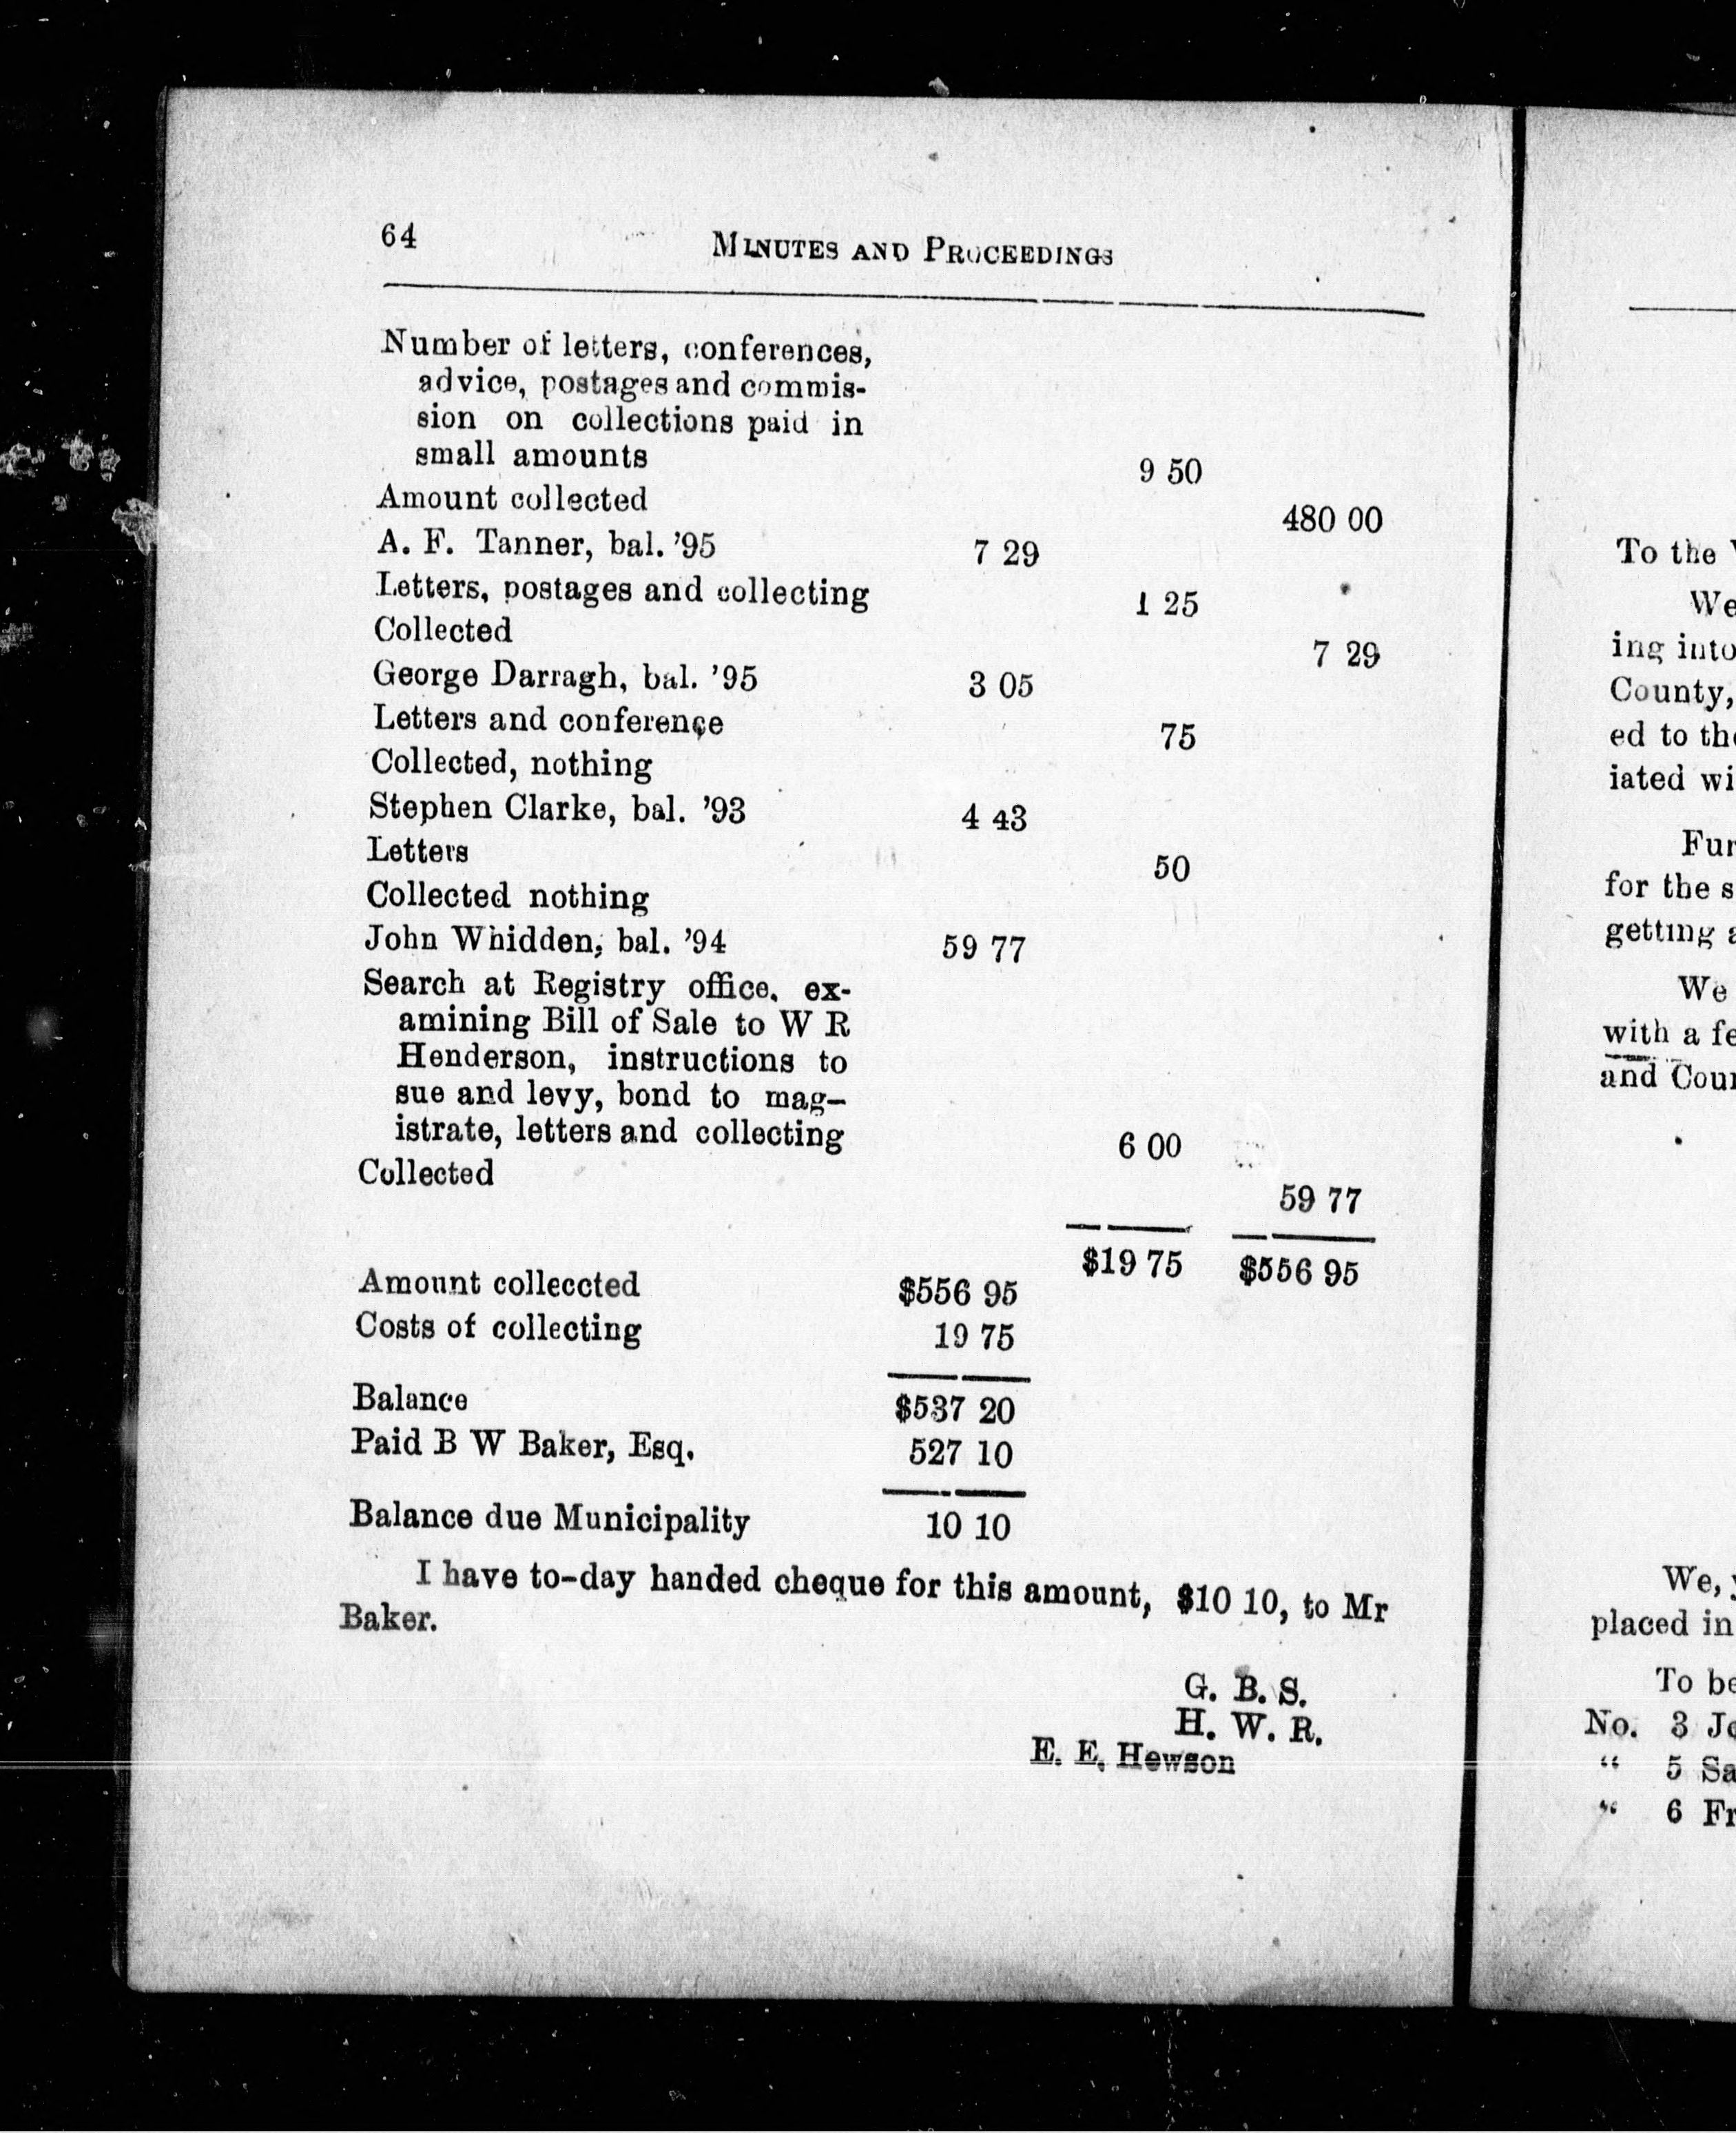 64 MINUTES AND PROCEEDINGS
Number of letters, conferences,
advice, postages and commis-
sion on collections paid in
small amounts 9 50
Amount collected 480 00
A. F. Tanner, bal. '95 7 29
Letters, postages and collecting 1 25
Collected 7 29
George Darragh, bal. '95 3 05
Letters and conference 75
Collected, nothing
Stephen Clarke, bal. '93 4 43
Letters 50
Collected nothing
John Whidden, bal. '94 59 77
Search at Registry office, ex-
amining Bill of Sale to W R
Henderson, instructions to
sue and levy, bond to mag-
istrate, letters and collecting 6 00
Collected 59 77
$19 75 $556 95
Amount colleccted $556 95
Costs of collecting 19 75
Balance $537 20
Paid B W Baker, Esq. 527 10
Balance due Municipality 10 10
I have to-day handed cheque for this amount, $10 10, to Mr
Baker.
G. B. S.
H. W. R.
E. E. Hewson
To the
We
ing into
County,
ed to
iated
for the
getting
We
with a
and
We,
placed in
To
No. 3
" 5
" 6